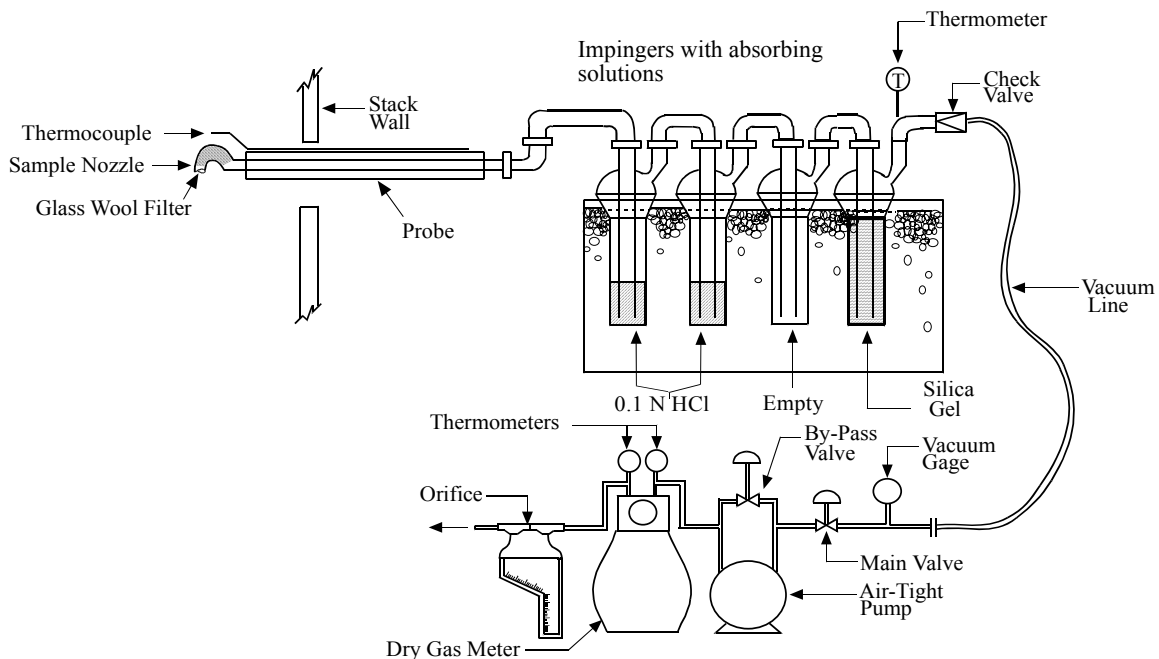 Thermometer
Impingers with absorbing
solutions
T
Check
Valve
Stack
Wall
Thermocouple
Sample Nozzle
Glass Wool Filter
Probe
Vacuum
Line
0.1 N HCl
Empty
Silica
Gel
Thermometers
By-Pass
Valve
Vacuum
Gage
Orifice
Main Valve
Air-Tight
Pump
Dry Gas Meter